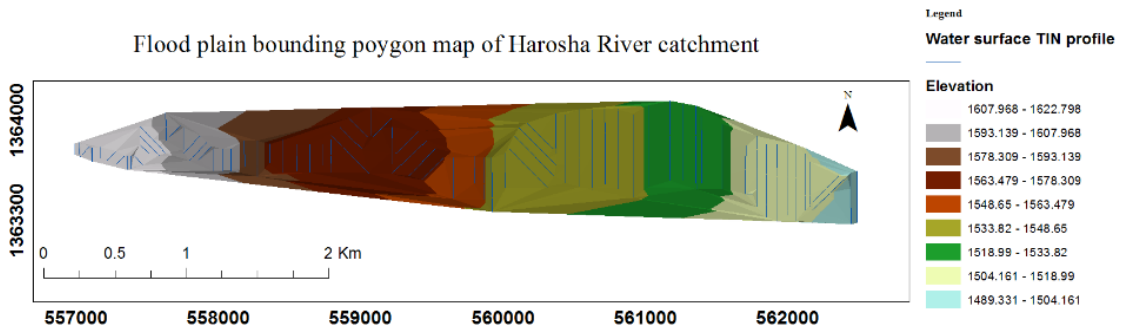 Flood plain bounding poygon map of Harosha River catchment
1364000
1363300
N
0 0.5 1 2 Km
557000 558000 559000 560000 561000 562000
Legend
Water surface TIN profile
Elevation
1607.968 - 1622.798
1593.139 - 1607.968
1578.309 - 1593.139
1563.479 - 1578.309
1548.65 - 1563.479
1533.82 - 1548.65
1518.99 - 1533.82
1504.161 - 1518.99
1489.331 - 1504.161